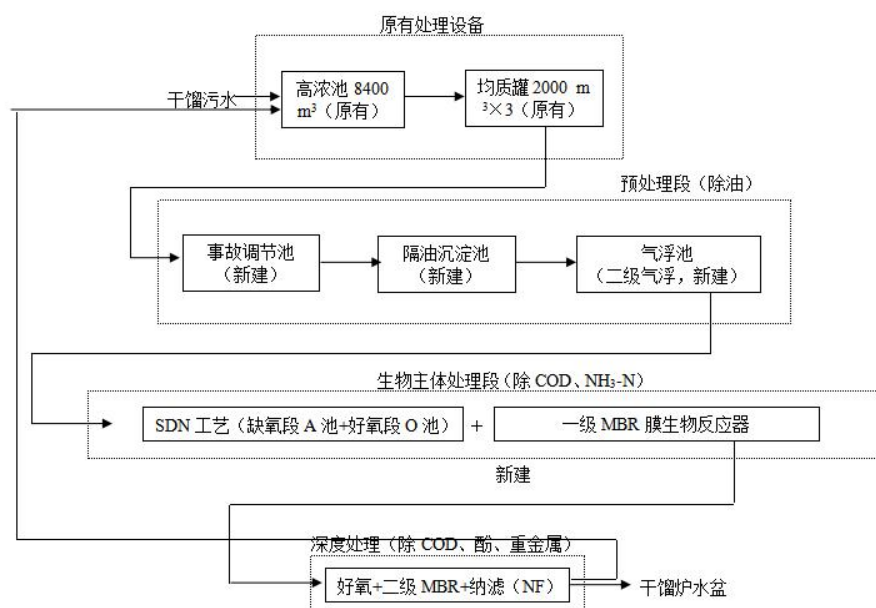 原有处理设备
干馏污水
高浓池 8400
m³（原有）
均质罐 2000 m
³×3（原有）
预处理段（除油）
事故调节池
（新建）
隔油沉淀池
（新建）
气浮池
（二级气浮，新建）
生物主体处理段（除 COD、NH₃-N）
SDN 工艺（缺氧段 A 池+好氧段 O 池）
+
一级 MBR 膜生物反应器
新建
深度处理（除 COD、酚、重金属）
好氧+二级 MBR+纳滤（NF）
干馏炉水盆